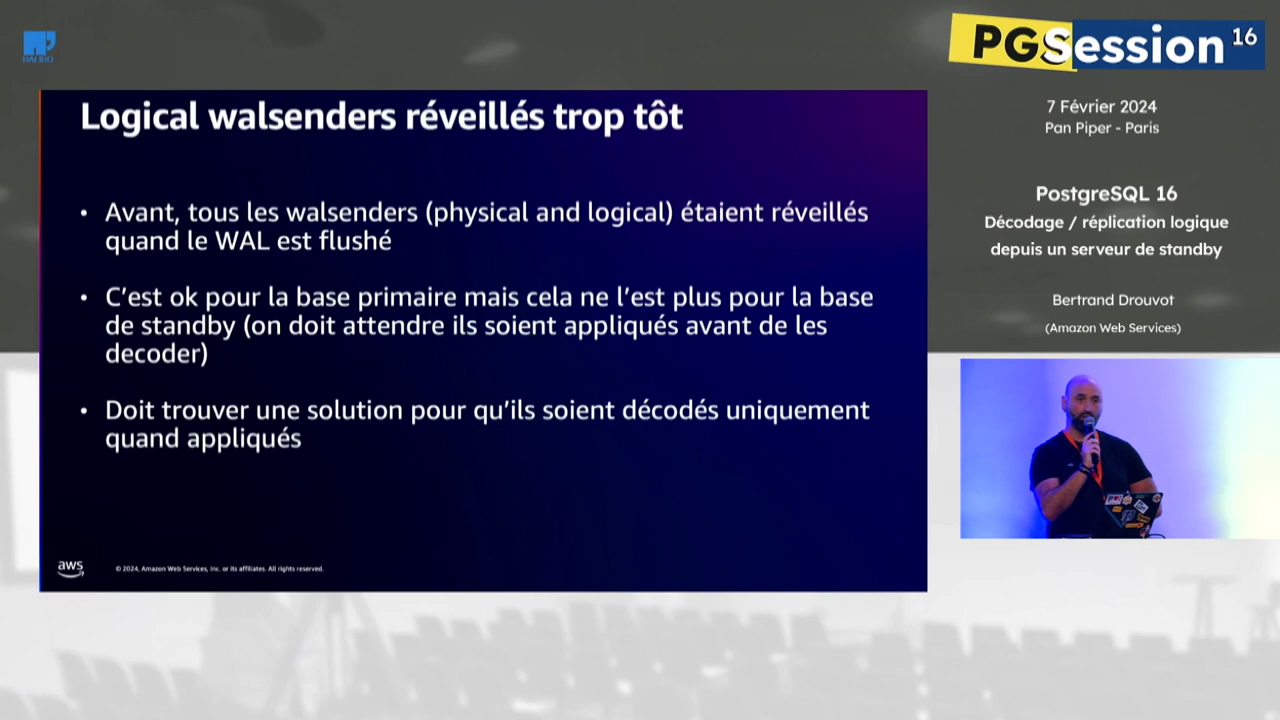 DALIBO
PGSession 16
7 Février 2024
Pan Piper - Paris
PostgreSQL 16
Décodage / réplication logique
depuis un serveur de standby
Bertrand Drouvot
(Amazon Web Services)
Logical walsenders réveillés trop tôt
• Avant, tous les walsenders (physical and logical) étaient réveillés
quand le WAL est flushé
• C’est ok pour la base primaire mais cela ne l’est plus pour la base
de standby (on doit attendre ils soient appliqués avant de les
decoder)
• Doit trouver une solution pour qu’ils soient décodés uniquement
quand appliqués
aws
© 2024, Amazon Web Services, Inc. or its affiliates. All rights reserved.